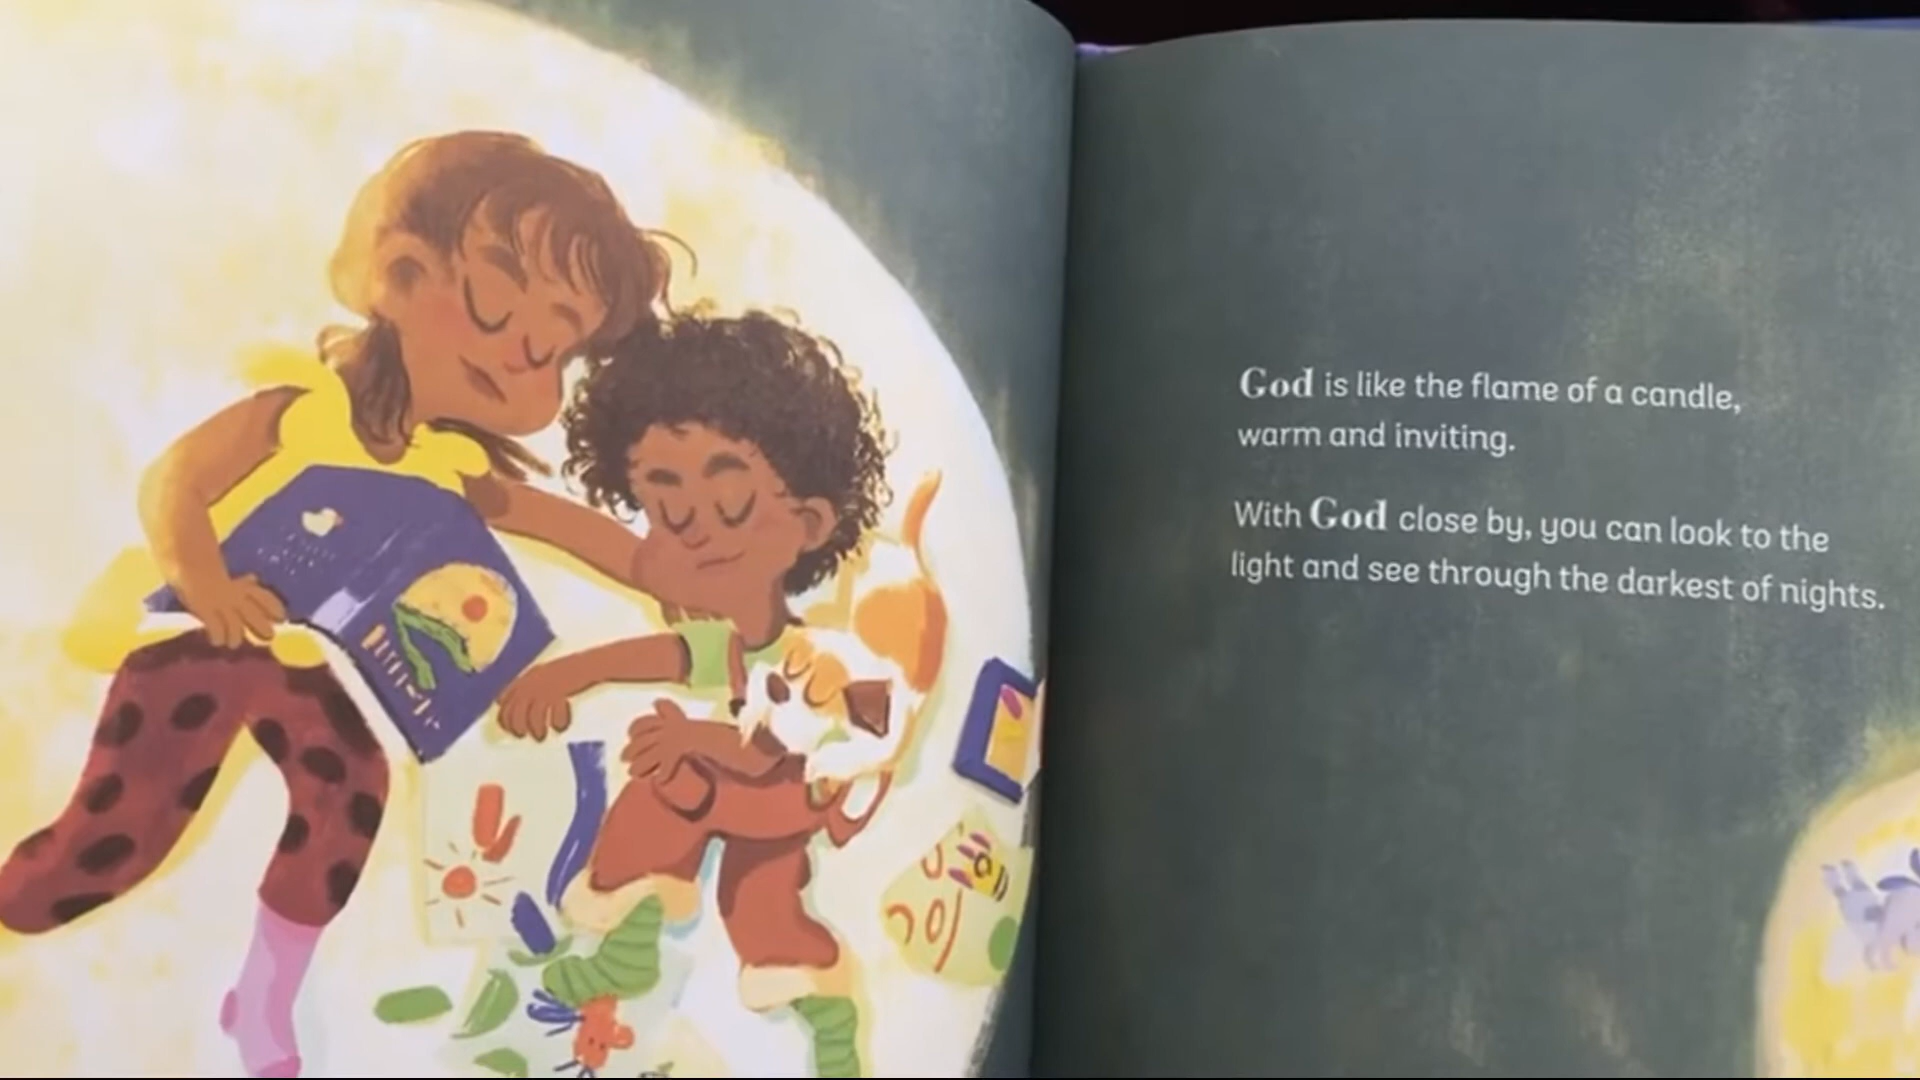 God is like the flame of a candle,
warm and inviting.
With God close by, you can look to the
light and see through the darkest of nights.